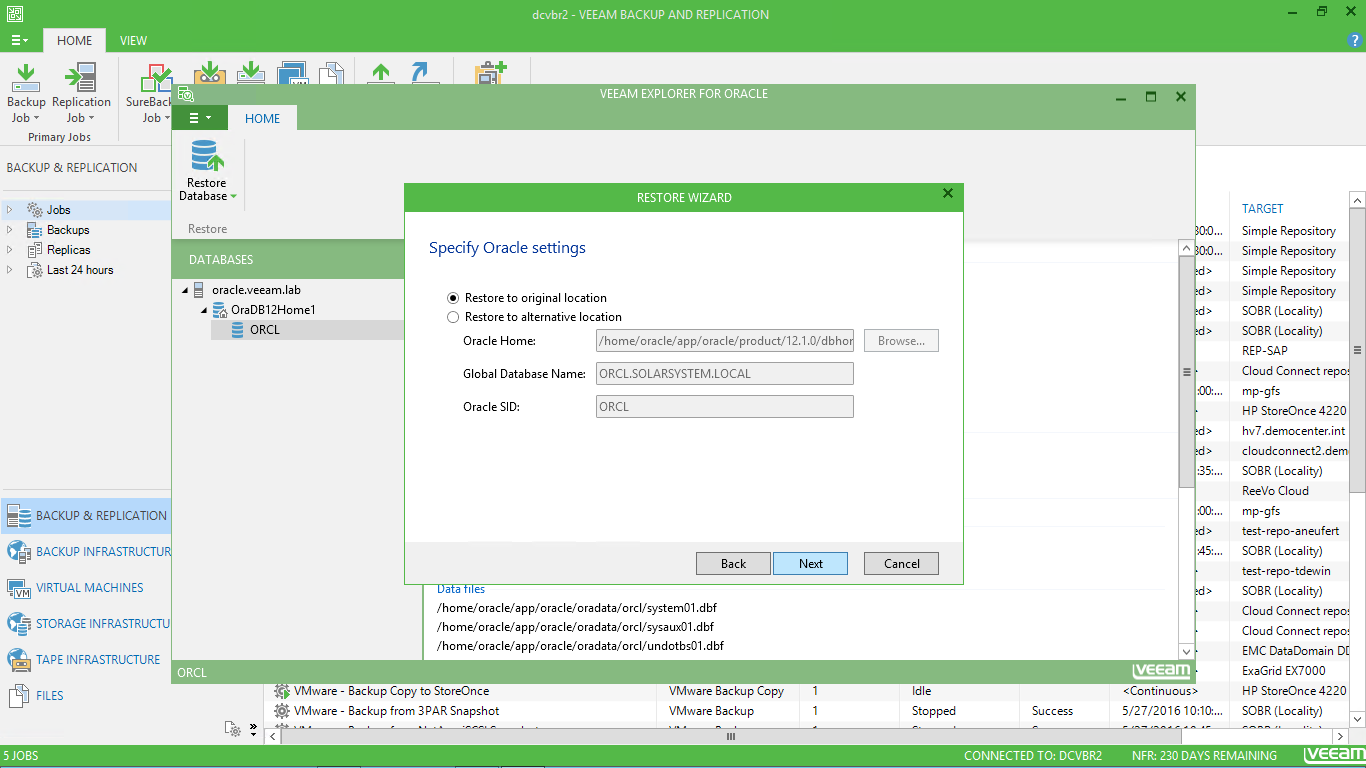 dcvbr2 - VEEAM BACKUP AND REPLICATION
HOME
VIEW
Backup Job
Replication Job
Primary Jobs
Job
VEEAM EXPLORER FOR ORACLE
HOME
Restore
Database
Restore
BACKUP & REPLICATION
Jobs
Backups
Replicas
Last 24 hours
BACKUP & REPLICATION
VIRTUAL MACHINES
TAPE INFRASTRUCTURE
FILES
DATABASES
oracle.veeam.lab
OraDB12Home1
ORCL
RESTORE WIZARD
Specify Oracle settings
Restore to original location
Restore to alternative location
Oracle Home:
/home/oracle/app/oracle/product/12.1.0/dbhor
Browse...
Global Database Name:
ORCL.SOLARSYSTEM.LOCAL
Oracle SID:
ORCL
Back
Next
Cancel
Data files
/home/oracle/app/oracle/oradata/orcl/system01.dbf
/home/oracle/app/oracle/oradata/orcl/sysaux01.dbf
/home/oracle/app/oracle/oradata/orcl/undotbs01.dbf
ORCL
veeam
TARGET
Simple Repository
Simple Repository
Simple Repository
Simple Repository
SOBR (Locality)
SOBR (Locality)
REP-SAP
Cloud Connect repos
mp-gfs
HP StoreOnce 4220
hv7.democenter.int
cloudconnect2.dem
SOBR (Locality)
ReeVo Cloud
mp-gfs
test-repo-aneufert
SOBR (Locality)
test-repo-tdewin
SOBR (Locality)
Cloud Connect repos
Cloud Connect repos
EMC DataDomain DD
ExaGrid EX7000
VMware - Backup Copy to StoreOnce VMware Backup Copy 1 Idle <Continuous> HP StoreOnce 4220
VMware - Backup from 3PAR Snapshot VMware Backup 1 Stopped Success 5/27/2016 10:10:... SOBR (Locality)
5 JOBS
CONNECTED TO: DCVBR2
NFR: 230 DAYS REMAINING
veeam